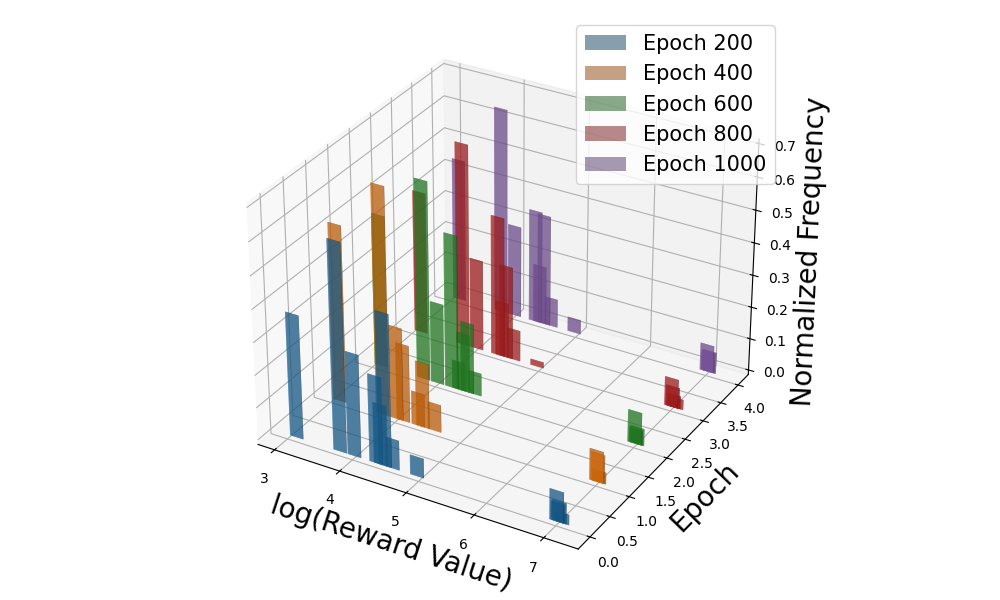 Epoch 200
Epoch 400
Epoch 600
Epoch 800
Epoch 1000
0.7
0.6
0.5
0.4
0.3
0.2
0.1
0.0
Normalized Frequency
4.0
3.5
3.0
2.5
2.0
1.5
1.0
0.5
0.0
Epoch
3
4
5
6
7
log(Reward Value)